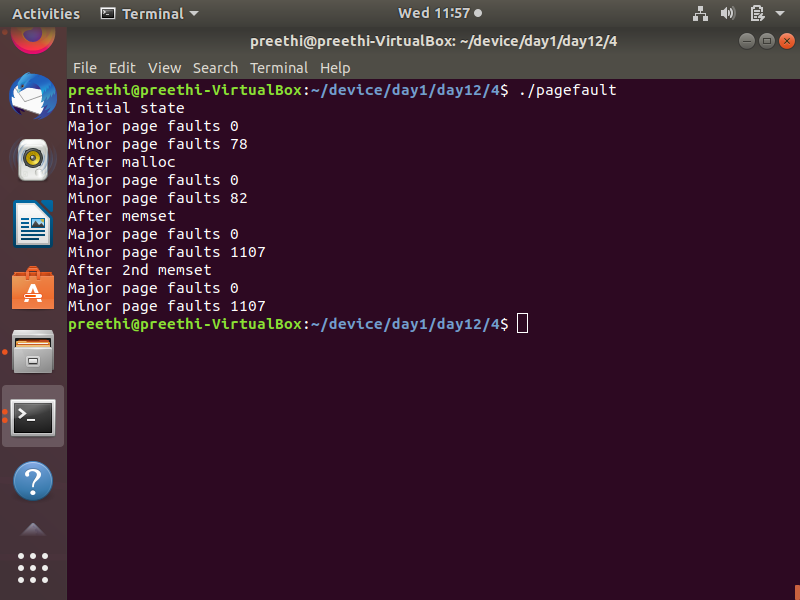 Activities Terminal Wed 11:57
preethi@preethi-VirtualBox: ~/device/day1/day12/4
File Edit View Search Terminal Help
preethi@preethi-VirtualBox:~/device/day1/day12/4$ ./pagefault
Initial state
Major page faults 0
Minor page faults 78
After malloc
Major page faults 0
Minor page faults 82
After memset
Major page faults 0
Minor page faults 1107
After 2nd memset
Major page faults 0
Minor page faults 1107
preethi@preethi-VirtualBox:~/device/day1/day12/4$